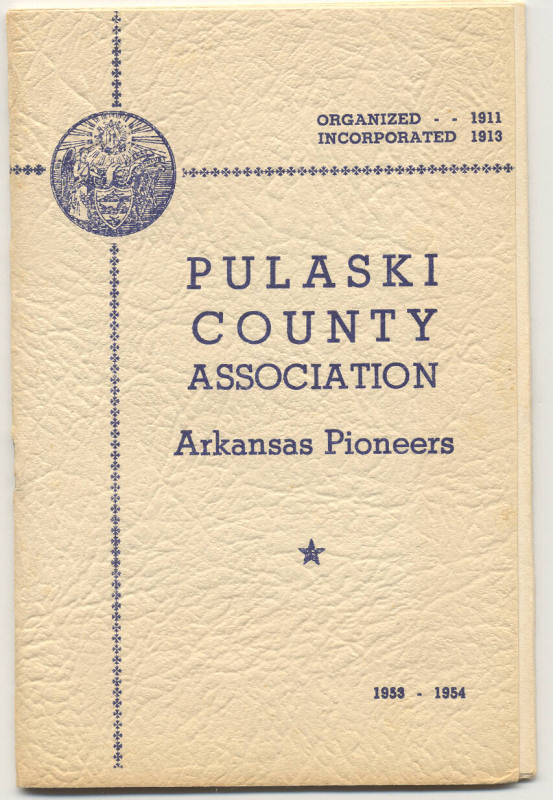 ORGANIZED - - 1911
INCORPORATED 1913
PULASKI
COUNTY
ASSOCIATION
Arkansas Pioneers
1953 - 1954